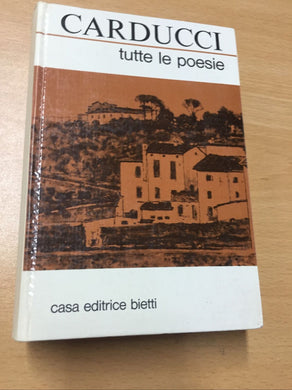 CARDUCCI
tutte le poesie
casa editrice bietti